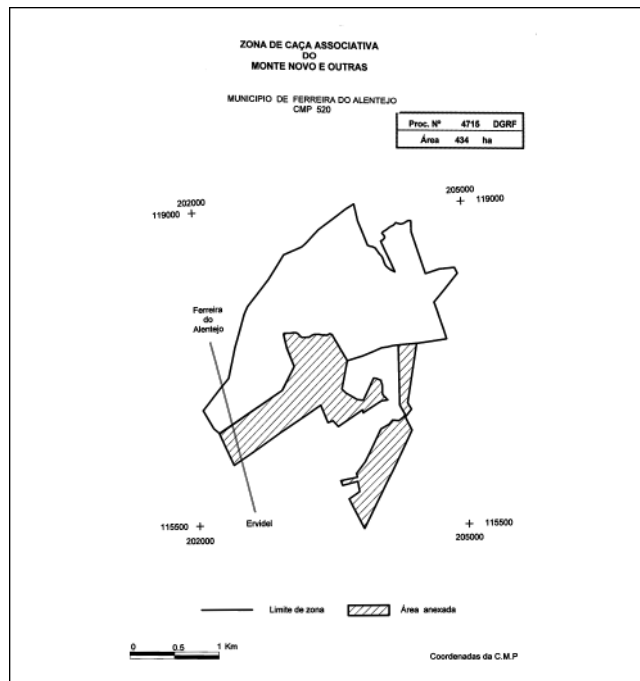 ZONA DE CAÇA ASSOCIATIVA
DO
MONTE NOVO E OUTRAS
MUNICIPIO DE FERREIRA DO ALENTEJO
CMP 520
Proc. Nº 4715 DGRF
Área 434 ha
202000
119000
205000
119000
Ferreira
do
Alentejo
Ervidel
115500
202000
115500
205000
Limite de zona
Área anexada
0 0.5 1 Km
Coordenadas da C.M.P